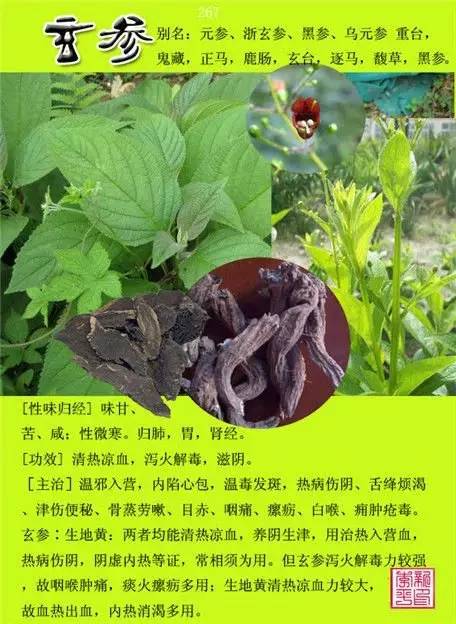 267
玄参
别名：元参、浙玄参、黑参、乌元参 重台，
鬼藏，正马，鹿肠，玄台，逐马，馥草，黑参。
[性味归经] 味甘、
苦、咸；性微寒。归肺，胃，肾经。
[功效] 清热凉血，泻火解毒，滋阴。
［主治］温邪入营，内陷心包，温毒发斑，热病伤阴、舌绛烦渴
、津伤便秘、骨蒸劳嗽、目赤、咽痛、瘰疬、白喉、痈肿疮毒。
玄参：生地黄：两者均能清热凉血，养阴生津，用治热入营血，
热病伤阴，阴虚内热等证，常相须为用。但玄参泻火解毒力较强
，故咽喉肿痛，痰火瘰疬多用；生地黄清热凉血力较大，
故血热出血，内热消渴多用。